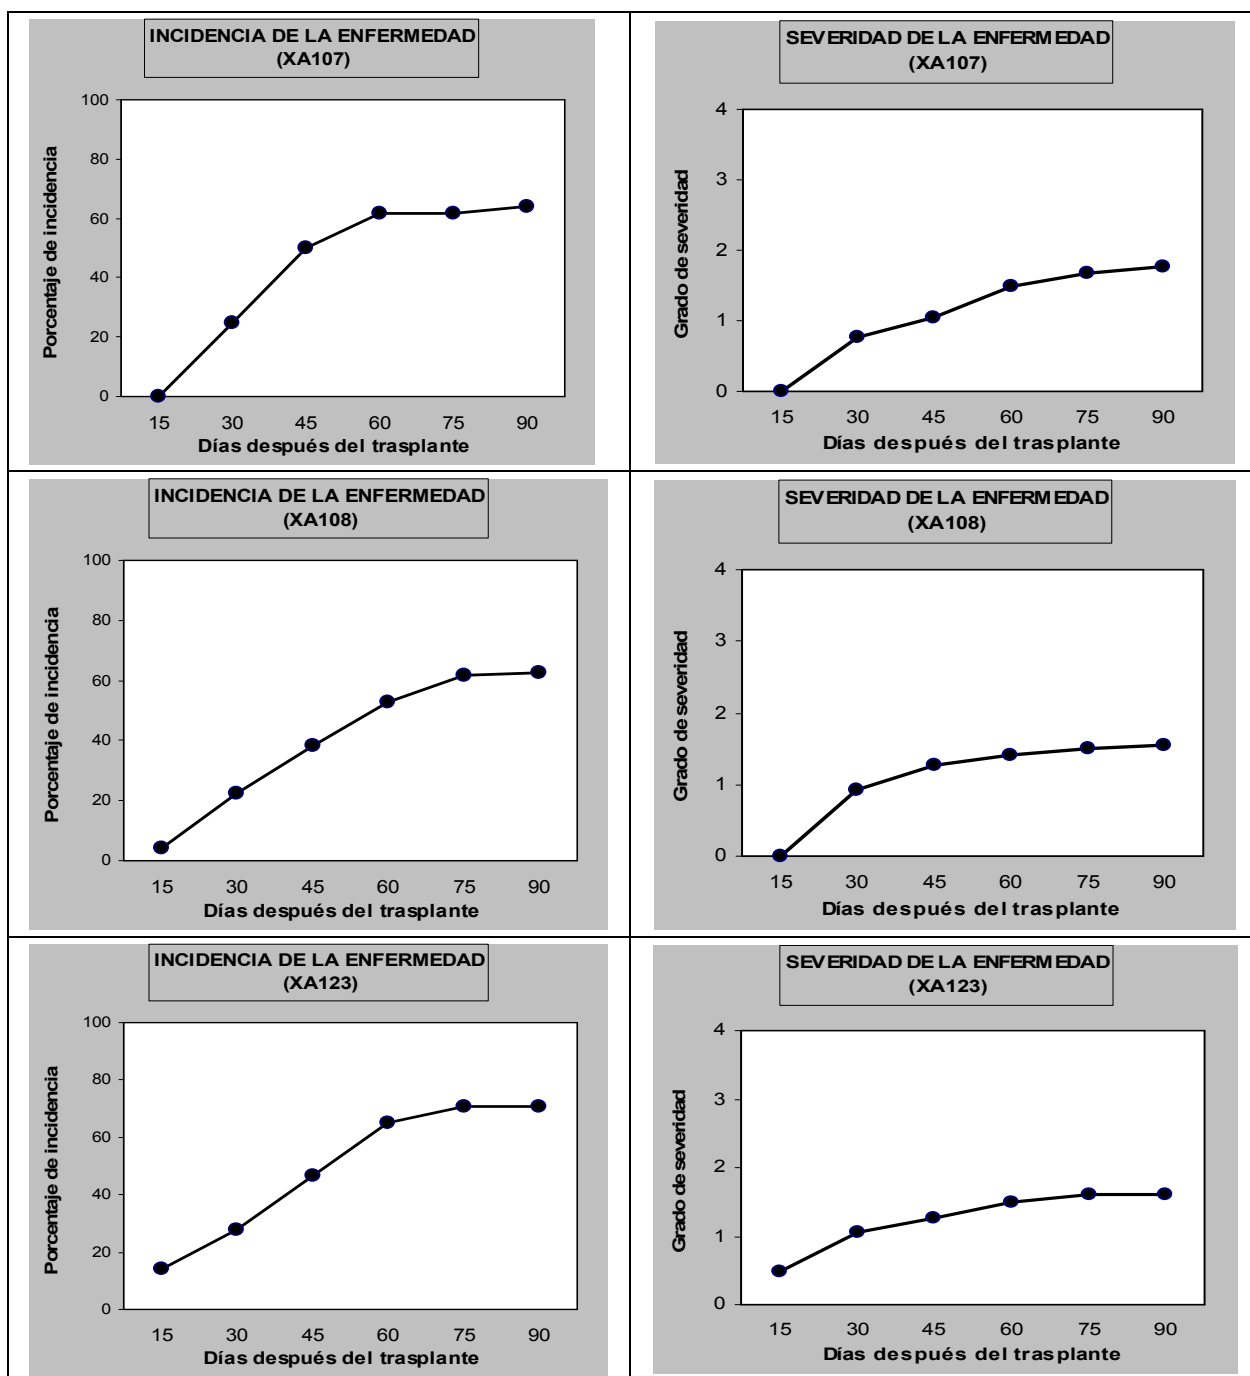 INCIDENCIA DE LA ENFERMEDAD
(XA107)
100
80
60
40
20
0
Porcentaje de incidencia
15 30 45 60 75 90
Días después del trasplante
SEVERIDAD DE LA ENFERMEDAD
(XA107)
4
3
2
1
0
Grado de severidad
15 30 45 60 75 90
Días después del trasplante
INCIDENCIA DE LA ENFERMEDAD
(XA108)
100
80
60
40
20
0
Porcentaje de incidencia
15 30 45 60 75 90
Días después del trasplante
SEVERIDAD DE LA ENFERMEDAD
(XA108)
4
3
2
1
0
Grado de severidad
15 30 45 60 75 90
Días después del trasplante
INCIDENCIA DE LA ENFERMEDAD
(XA123)
100
80
60
40
20
0
Porcentaje de incidencia
15 30 45 60 75 90
Días después del trasplante
SEVERIDAD DE LA ENFERMEDAD
(XA123)
4
3
2
1
0
Grado de severidad
15 30 45 60 75 90
Días después del trasplante